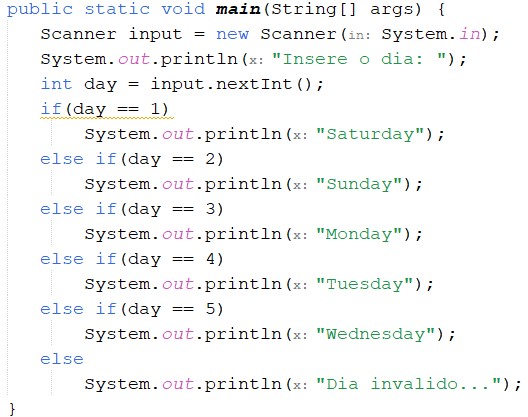 public static void main(String[] args) {
    Scanner input = new Scanner(in: System.in);
    System.out.println(x: "Insere o dia: ");
    int day = input.nextInt();
    if(day == 1)
        System.out.println(x: "Saturday");
    else if(day == 2)
        System.out.println(x: "Sunday");
    else if(day == 3)
        System.out.println(x: "Monday");
    else if(day == 4)
        System.out.println(x: "Tuesday");
    else if(day == 5)
        System.out.println(x: "Wednesday");
    else
        System.out.println(x: "Dia invalido...");
}